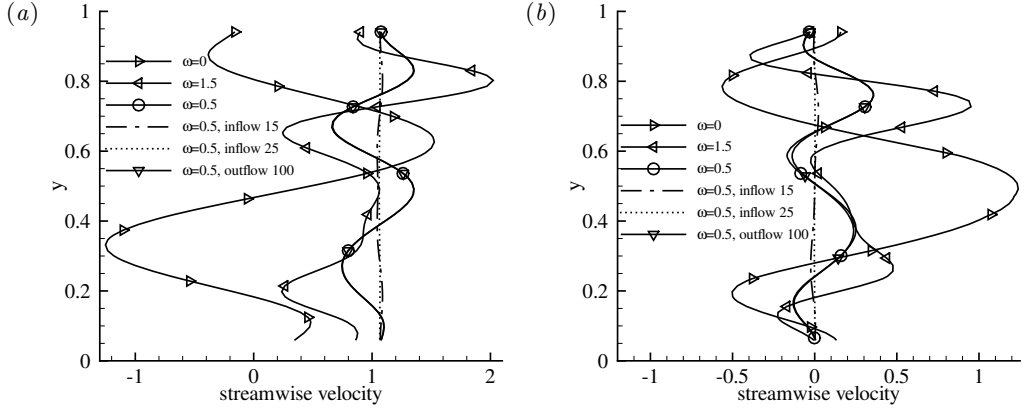 (a)
1
0.8
0.6
0.4
0.2
0
y
-1
0
1
2
streamwise velocity
ω=0
ω=1.5
ω=0.5
ω=0.5, inflow 15
ω=0.5, inflow 25
ω=0.5, outflow 100
(b)
1
0.8
0.6
0.4
0.2
0
y
-1
-0.5
0
0.5
1
streamwise velocity
ω=0
ω=1.5
ω=0.5
ω=0.5, inflow 15
ω=0.5, inflow 25
ω=0.5, outflow 100